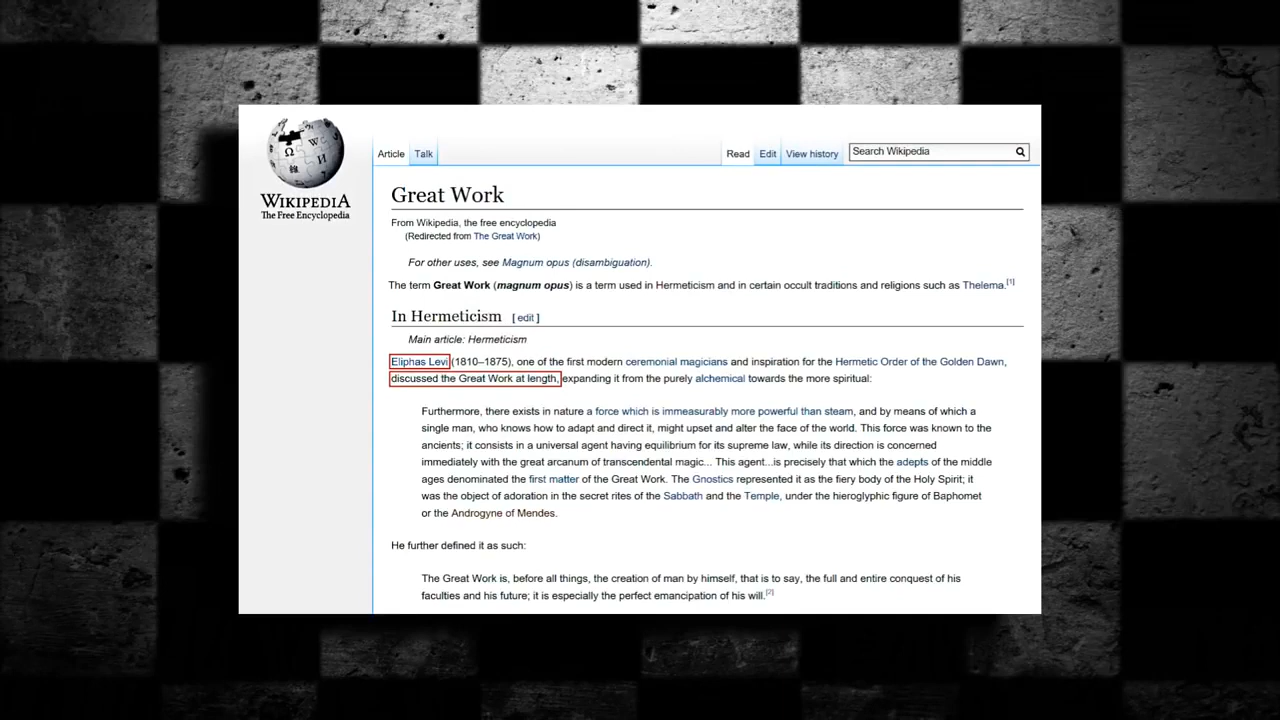 WIKIPEDIA
The Free Encyclopedia
Article Talk Read Edit View history Search Wikipedia
Great Work
From Wikipedia, the free encyclopedia
(Redirected from The Great Work)
For other uses, see Magnum opus (disambiguation).
The term Great Work (magnum opus) is a term used in Hermeticism and in certain occult traditions and religions such as Thelema.[1]
In Hermeticism [ edit ]
Main article: Hermeticism
Eliphas Levi (1810–1875), one of the first modern ceremonial magicians and inspiration for the Hermetic Order of the Golden Dawn,
discussed the Great Work at length, expanding it from the purely alchemical towards the more spiritual:
Furthermore, there exists in nature a force which is immeasurably more powerful than steam, and by means of which a
single man, who knows how to adapt and direct it, might upset and alter the face of the world. This force was known to the
ancients; it consists in a universal agent having equilibrium for its supreme law, while its direction is concerned
immediately with the great arcanum of transcendental magic... This agent...is precisely that which the adepts of the middle
ages denominated the first matter of the Great Work. The Gnostics represented it as the fiery body of the Holy Spirit; it
was the object of adoration in the secret rites of the Sabbath and the Temple, under the hieroglyphic figure of Baphomet
or the Androgyne of Mendes.
He further defined it as such:
The Great Work is, before all things, the creation of man by himself, that is to say, the full and entire conquest of his
faculties and his future; it is especially the perfect emancipation of his will.[2]